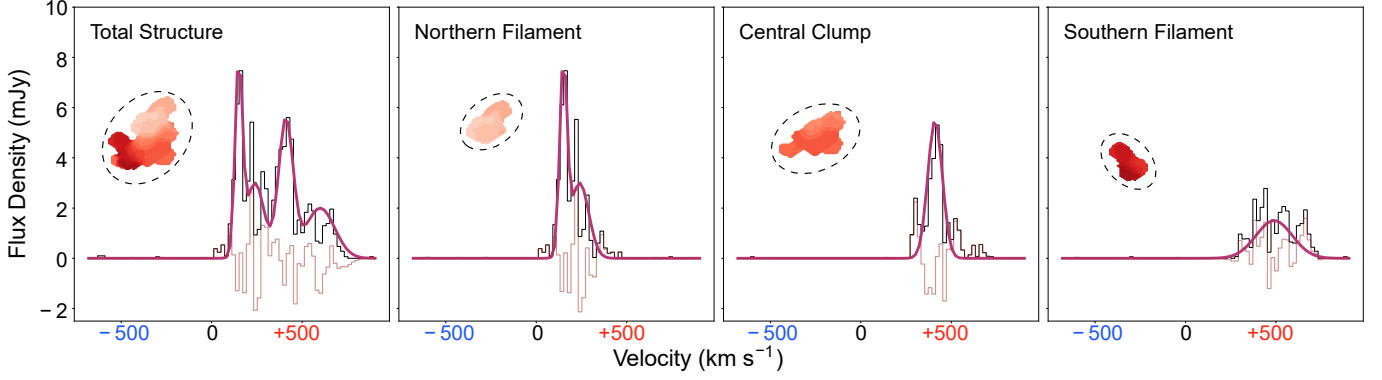 Total Structure
Northern Filament
Central Clump
Southern Filament
Flux Density (mJy)
10
8
6
4
2
0
−2
−500 0 +500
−500 0 +500
−500 0 +500
−500 0 +500
Velocity (km s⁻¹)